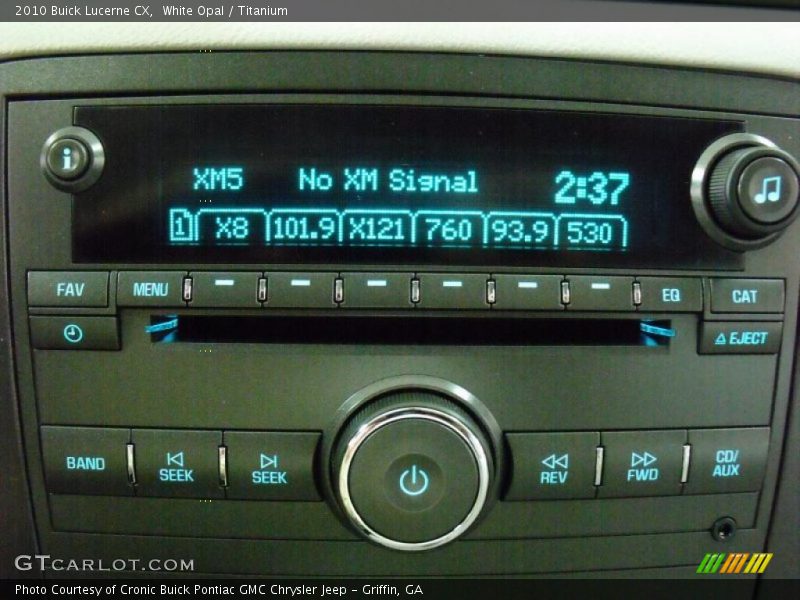 2010 Buick Lucerne CX,  White Opal / Titanium
i
XM5 No XM Signal 2:37
1 X8 101.9 X121 760 93.9 530
FAV MENU EQ CAT
EJECT
BAND SEEK SEEK REV FWD CD/AUX
GTCARLOT.COM
Photo Courtesy of Cronic Buick Pontiac GMC Chrysler Jeep - Griffin, GA